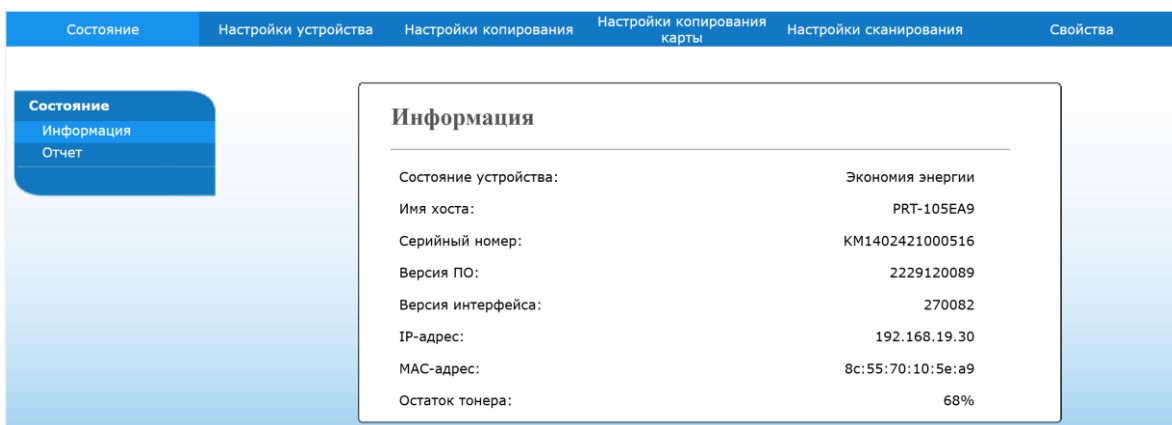 Состояние
Настройки устройства
Настройки копирования
Настройки копирования
карты
Настройки сканирования
Свойства
Состояние
Информация
Отчет
Информация
Состояние устройства: Экономия энергии
Имя хоста: PRT-105EA9
Серийный номер: KM1402421000516
Версия ПО: 2229120089
Версия интерфейса: 270082
IP-адрес: 192.168.19.30
MAC-адрес: 8c:55:70:10:5e:a9
Остаток тонера: 68%